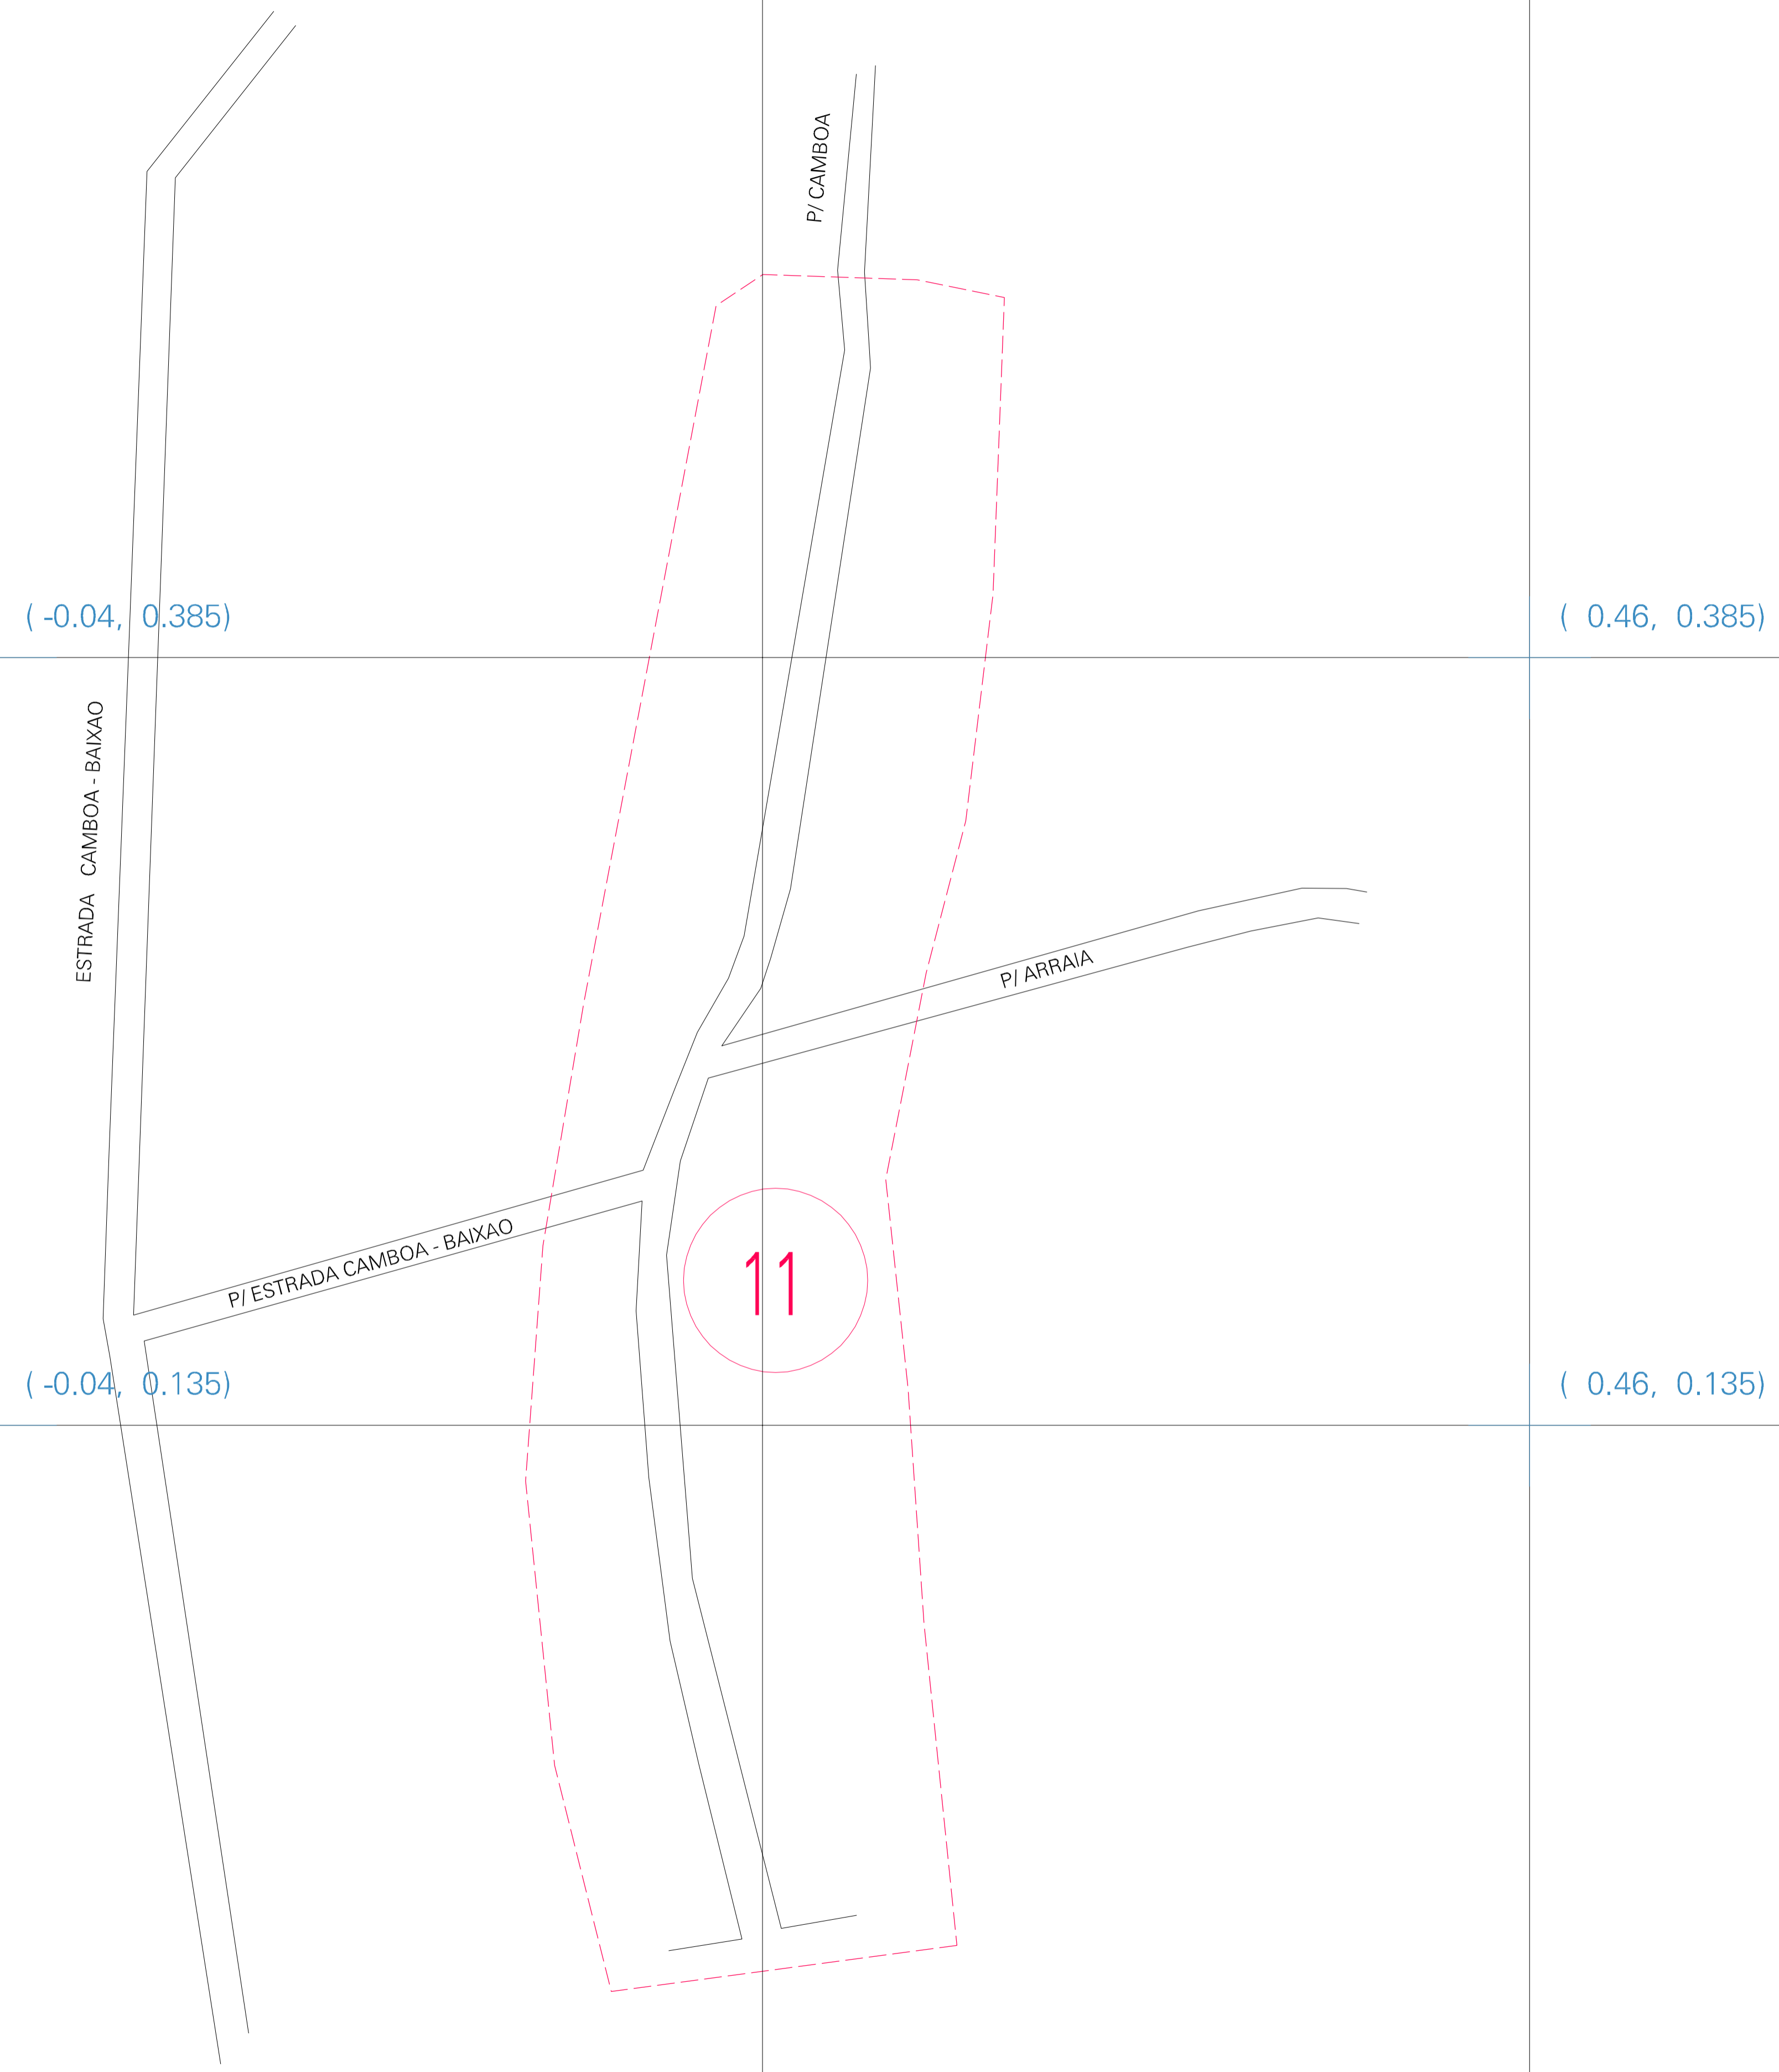 P/ CAMBOA
( -0.04, 0.385)
( 0.46, 0.385)
ESTRADA CAMBOA - BAIXAO
P/ ARRAIA
P/ ESTRADA CAMBOA - BAIXAO
11
( -0.04, 0.135)
( 0.46, 0.135)